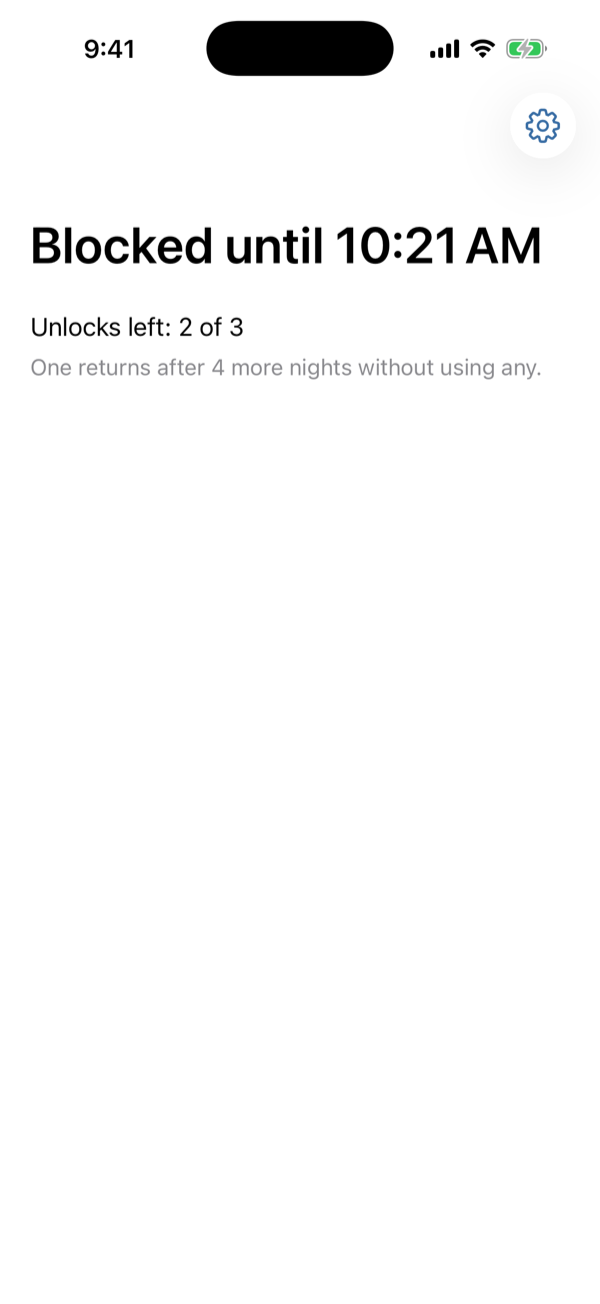 9:41
Blocked until 10:21 AM
Unlocks left: 2 of 3
One returns after 4 more nights without using any.